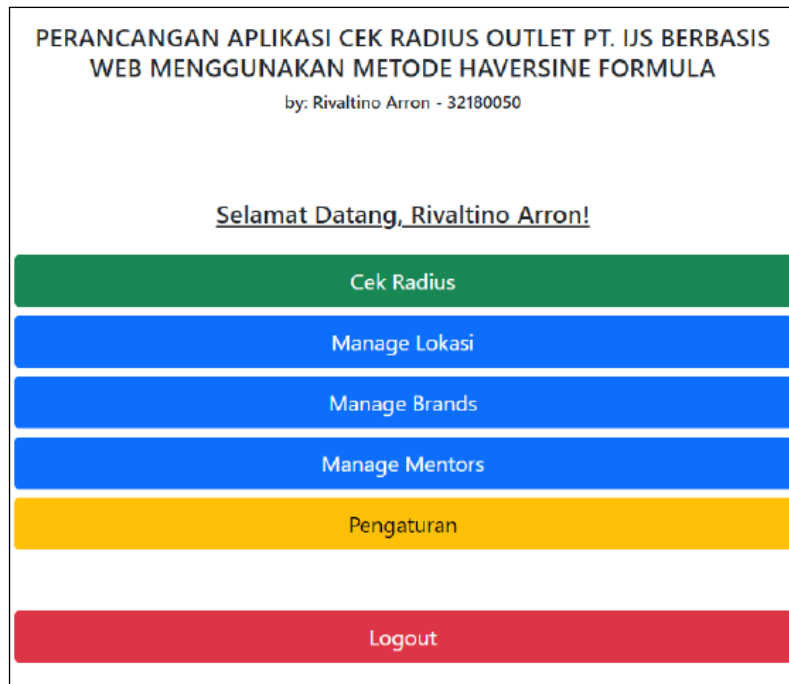 PERANCANGAN APLIKASI CEK RADIUS OUTLET PT. IJS BERBASIS
WEB MENGGUNAKAN METODE HAVERSINE FORMULA
by: Rivaltino Arron - 32180050
Selamat Datang, Rivaltino Arron!
Cek Radius
Manage Lokasi
Manage Brands
Manage Mentors
Pengaturan
Logout